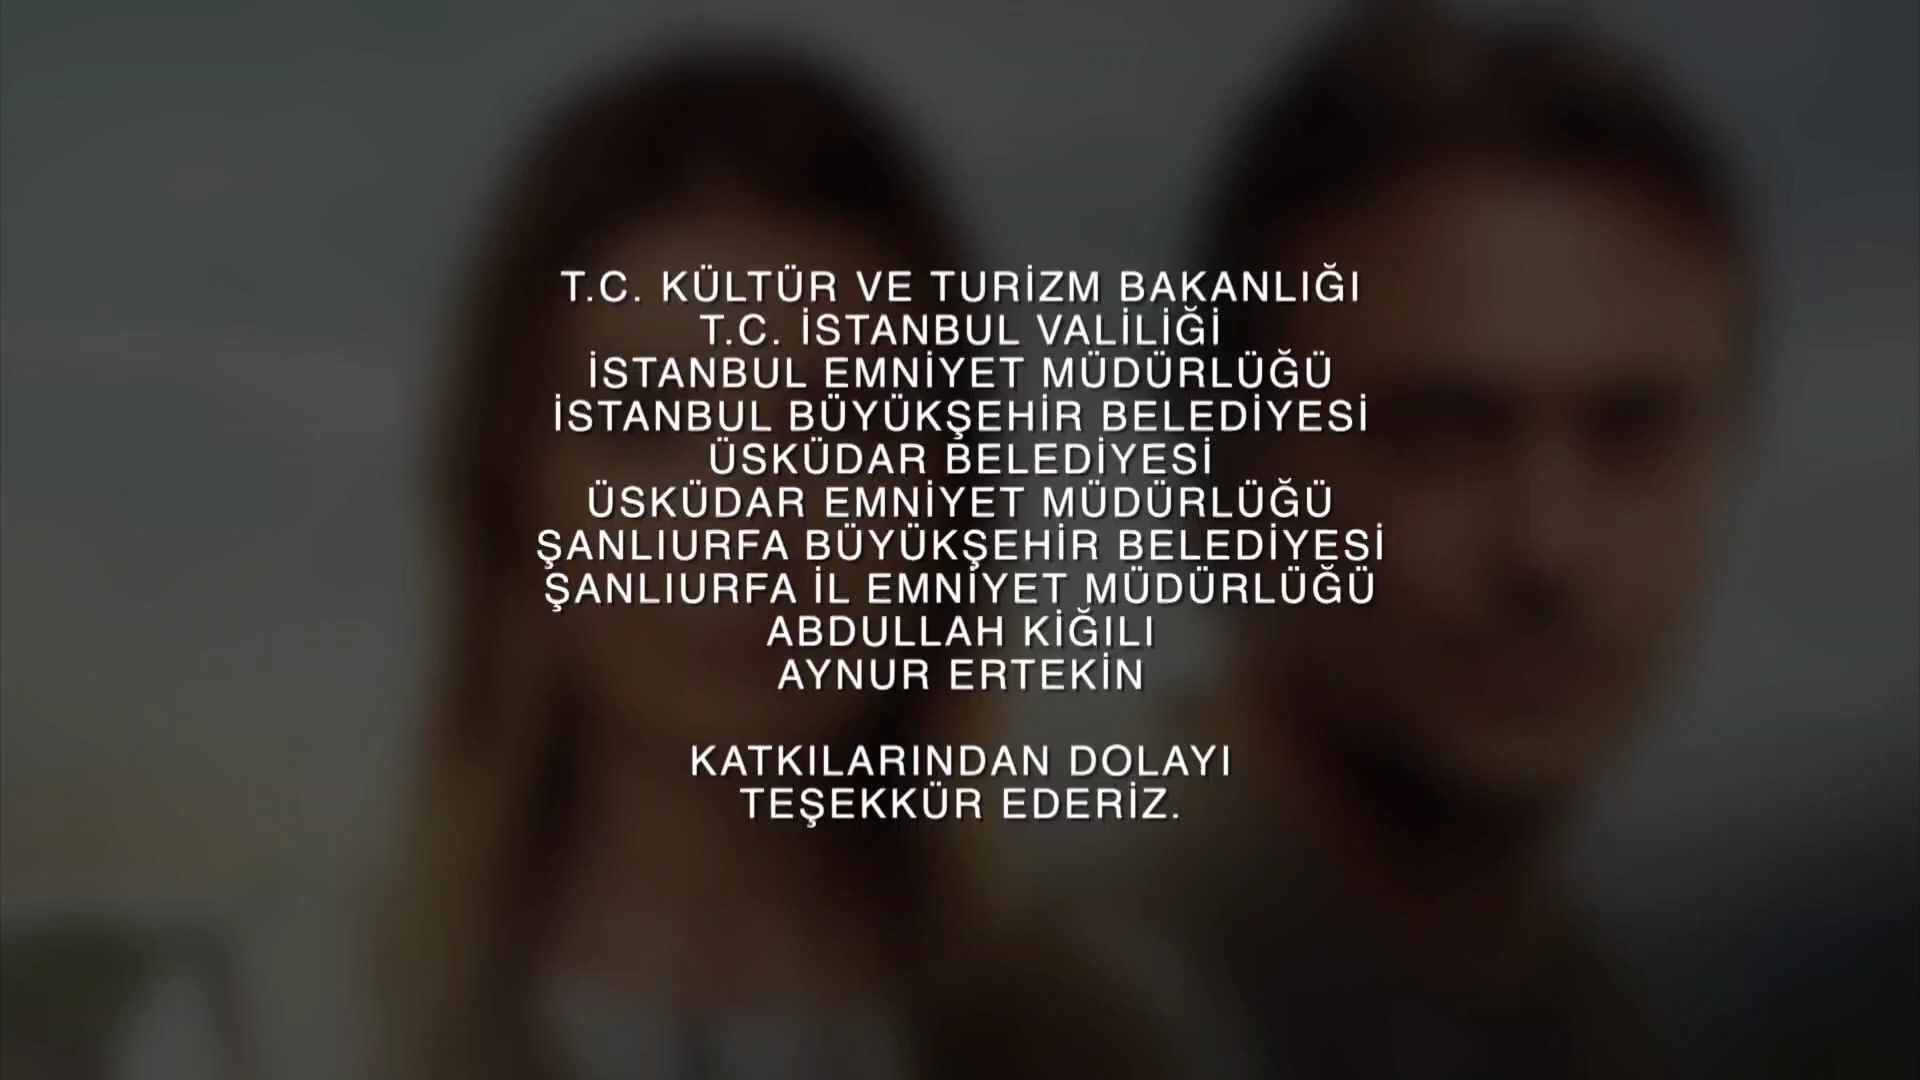 T.C. KÜLTÜR VE TURİZM BAKANLIĞI
T.C. İSTANBUL VALİLİĞİ
İSTANBUL EMNİYET MÜDÜRLÜĞÜ
İSTANBUL BÜYÜKŞEHİR BELEDİYESİ
ÜSKÜDAR BELEDİYESİ
ÜSKÜDAR EMNİYET MÜDÜRLÜĞÜ
ŞANLIURFA BÜYÜKŞEHİR BELEDİYESİ
ŞANLIURFA İL EMNİYET MÜDÜRLÜĞÜ
ABDULLAH KİĞILI
AYNUR ERTEKİN
KATKILARINDAN DOLAYI
TEŞEKKÜR EDERİZ.